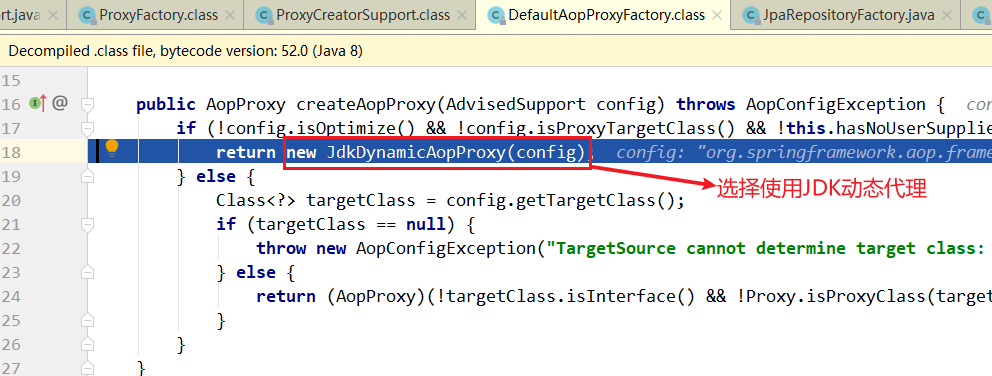 rt.java ProxyFactory.class ProxyCreatorSupport.class DefaultAopProxyFactory.class JpaRepositoryFactory.java
Decompiled .class file, bytecode version: 52.0 (Java 8)
15
16 @ public AopProxy createAopProxy(AdvisedSupport config) throws AopConfigException { con
17 if (!config.isOptimize() && !config.isProxyTargetClass() && !this.hasNoUserSupplie
18 return new JdkDynamicAopProxy(config); config: "org.springframework.aop.frame
19 } else {
20 Class<?> targetClass = config.getTargetClass();
21 if (targetClass == null) {
22 throw new AopConfigException("TargetSource cannot determine target class:
23 } else {
24 return (AopProxy)(!targetClass.isInterface() && !Proxy.isProxyClass(target
25 }
26 }
27 }
选择使用JDK动态代理